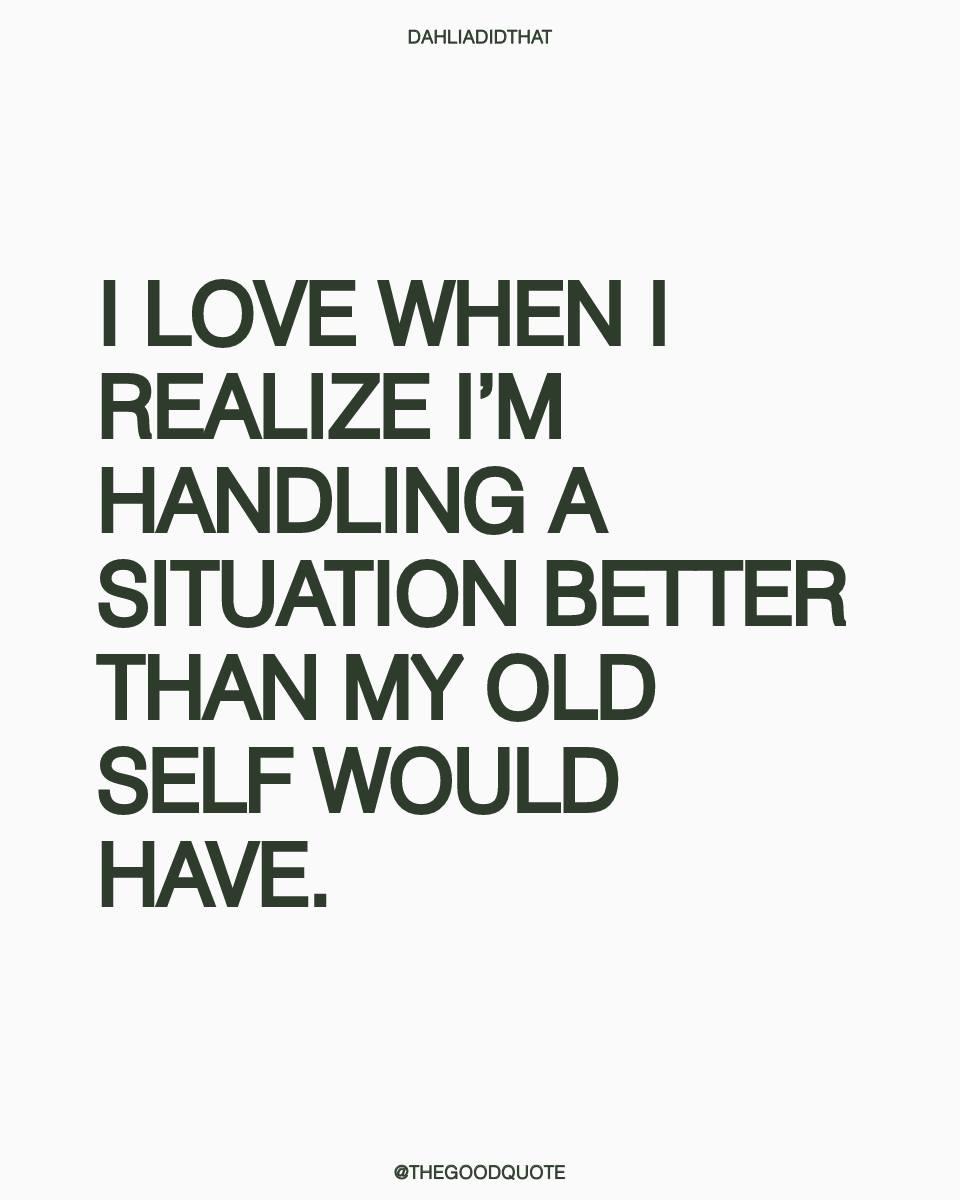 DAHLIADIDTHAT
I LOVE WHEN I
REALIZE I’M
HANDLING A
SITUATION BETTER
THAN MY OLD
SELF WOULD
HAVE.
@THEGOODQUOTE